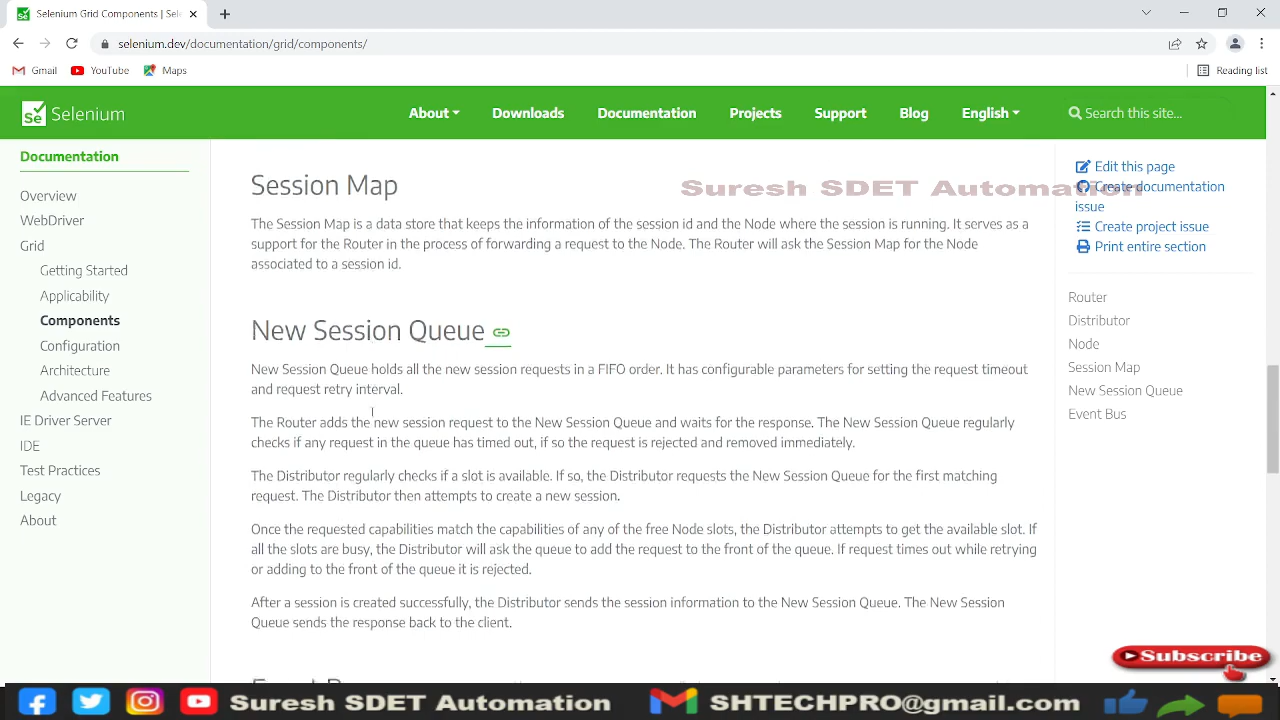 Selenium Grid Components | Sel
selenium.dev/documentation/grid/components/
Gmail YouTube Maps Reading list
Se Selenium About Downloads Documentation Projects Support Blog English Search this site...
Documentation
Overview
WebDriver
Grid
Getting Started
Applicability
Components
Configuration
Architecture
Advanced Features
IE Driver Server
IDE
Test Practices
Legacy
About
Session Map
The Session Map is a data store that keeps the information of the session id and the Node where the session is running. It serves as a
support for the Router in the process of forwarding a request to the Node. The Router will ask the Session Map for the Node
associated to a session id.
New Session Queue
New Session Queue holds all the new session requests in a FIFO order. It has configurable parameters for setting the request timeout
and request retry interval.
The Router adds the new session request to the New Session Queue and waits for the response. The New Session Queue regularly
checks if any request in the queue has timed out, if so the request is rejected and removed immediately.
The Distributor regularly checks if a slot is available. If so, the Distributor requests the New Session Queue for the first matching
request. The Distributor then attempts to create a new session.
Once the requested capabilities match the capabilities of any of the free Node slots, the Distributor attempts to get the available slot. If
all the slots are busy, the Distributor will ask the queue to add the request to the front of the queue. If request times out while retrying
or adding to the front of the queue it is rejected.
After a session is created successfully, the Distributor sends the session information to the New Session Queue. The New Session
Queue sends the response back to the client.
Suresh SDET Automation
Edit this page
Create documentation
issue
Create project issue
Print entire section
Router
Distributor
Node
Session Map
New Session Queue
Event Bus
Subscribe
Suresh SDET Automation SHTECHPRO@gmail.com